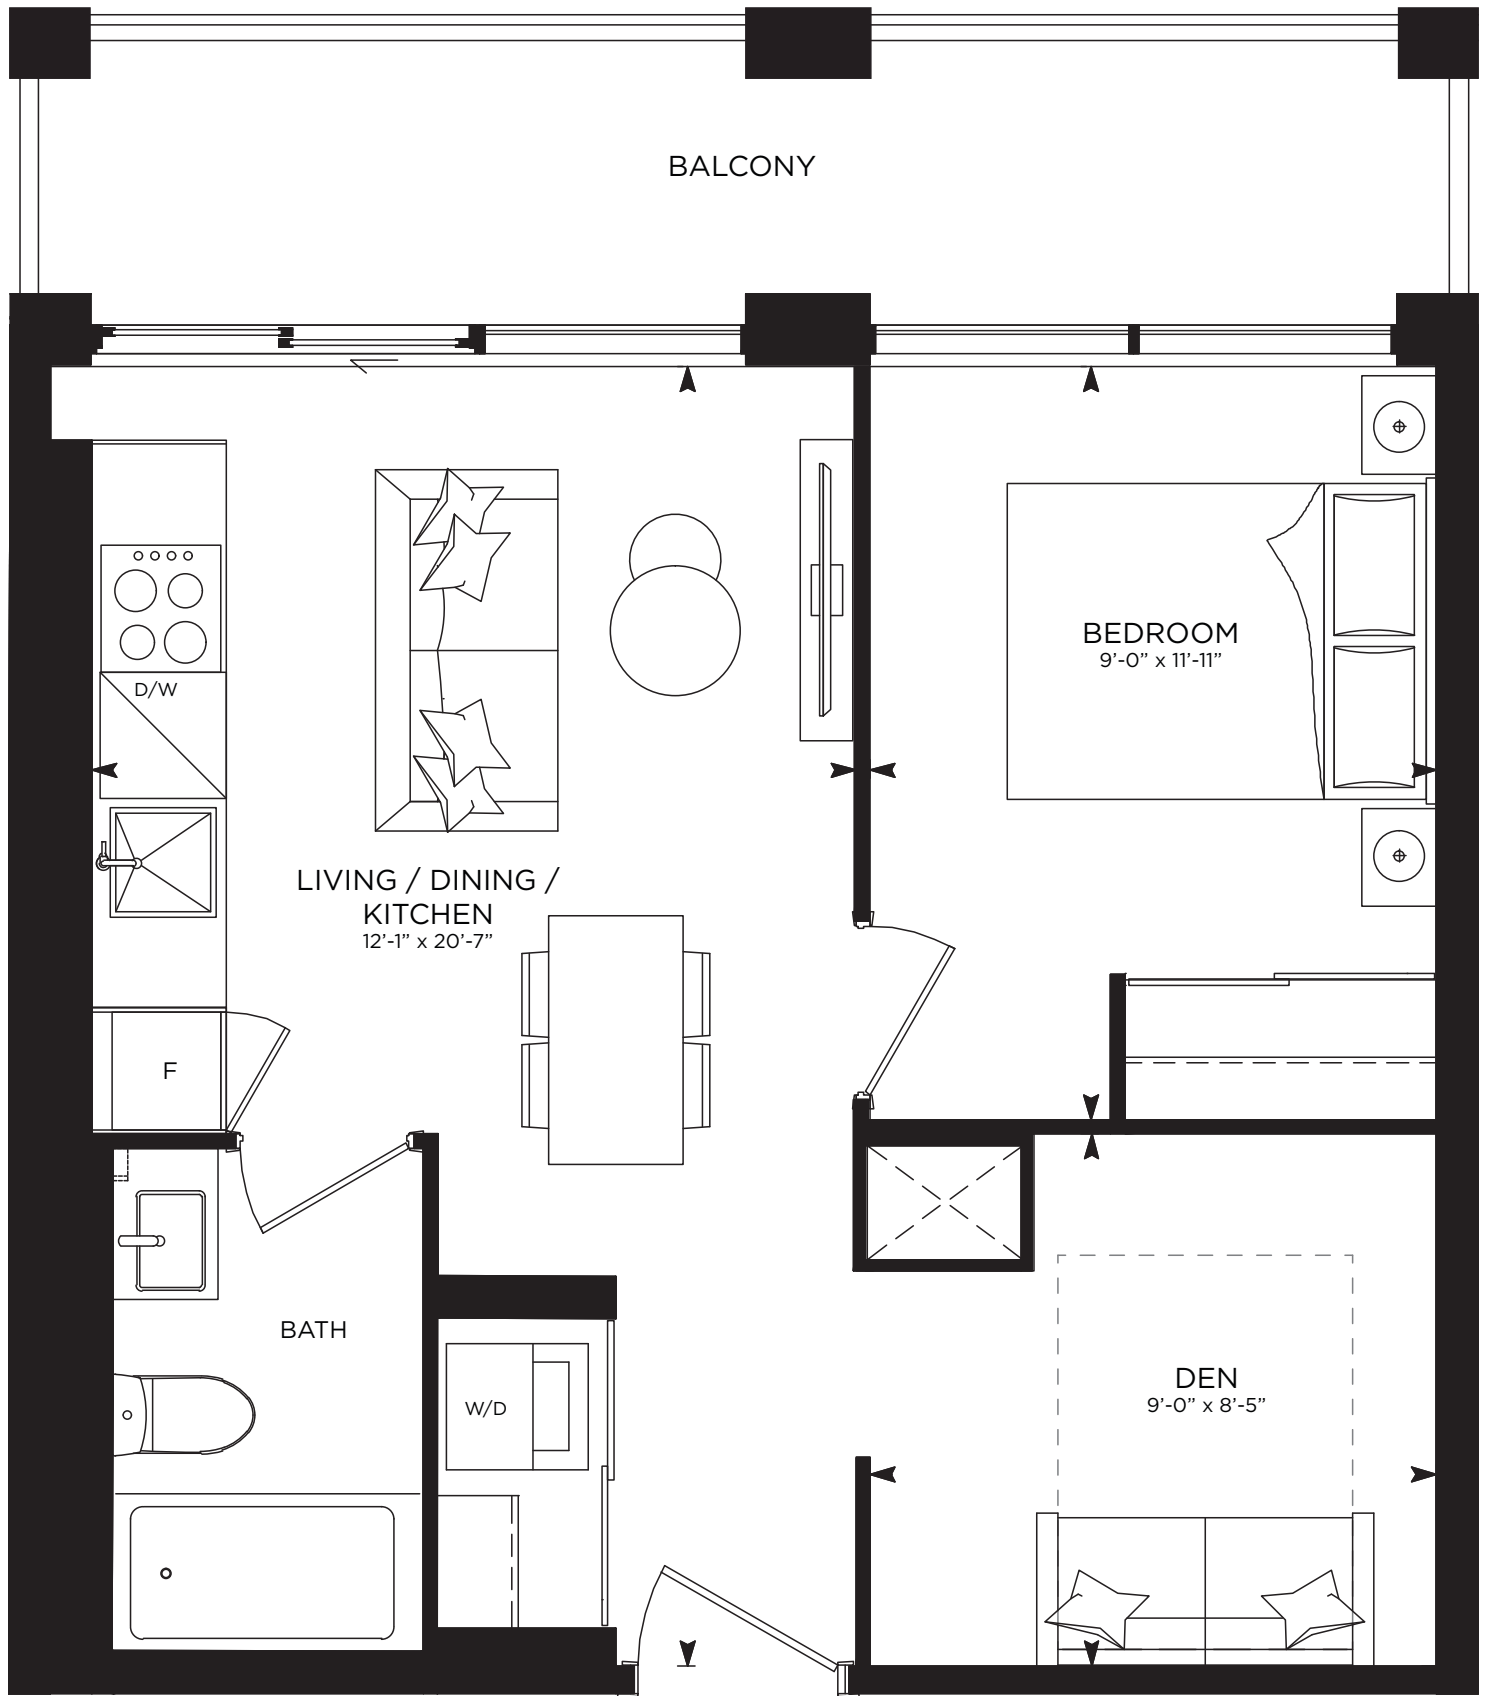 BALCONY
BEDROOM
9’-0” x 11’-11”
D/W
LIVING / DINING /
KITCHEN
12’-1” x 20’-7”
F
BATH
W/D
DEN
9’-0” x 8’-5”